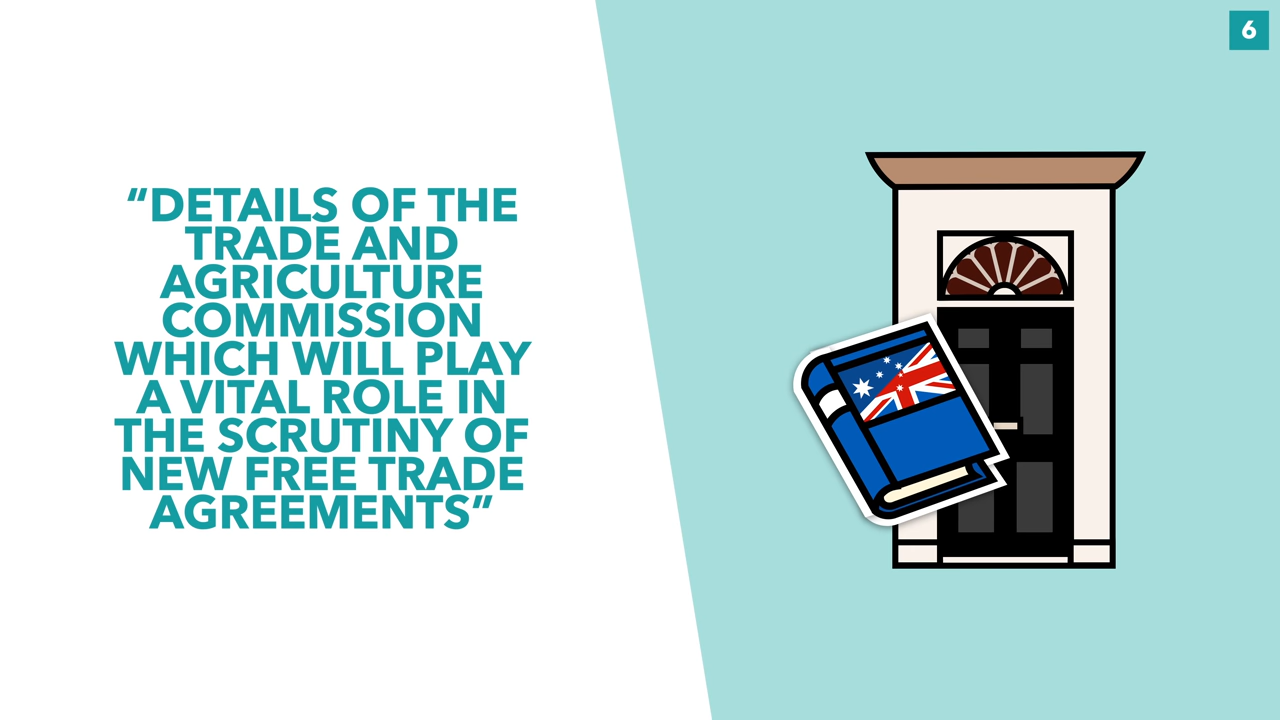 “DETAILS OF THE
TRADE AND
AGRICULTURE
COMMISSION
WHICH WILL PLAY
A VITAL ROLE IN
THE SCRUTINY OF
NEW FREE TRADE
AGREEMENTS”
6